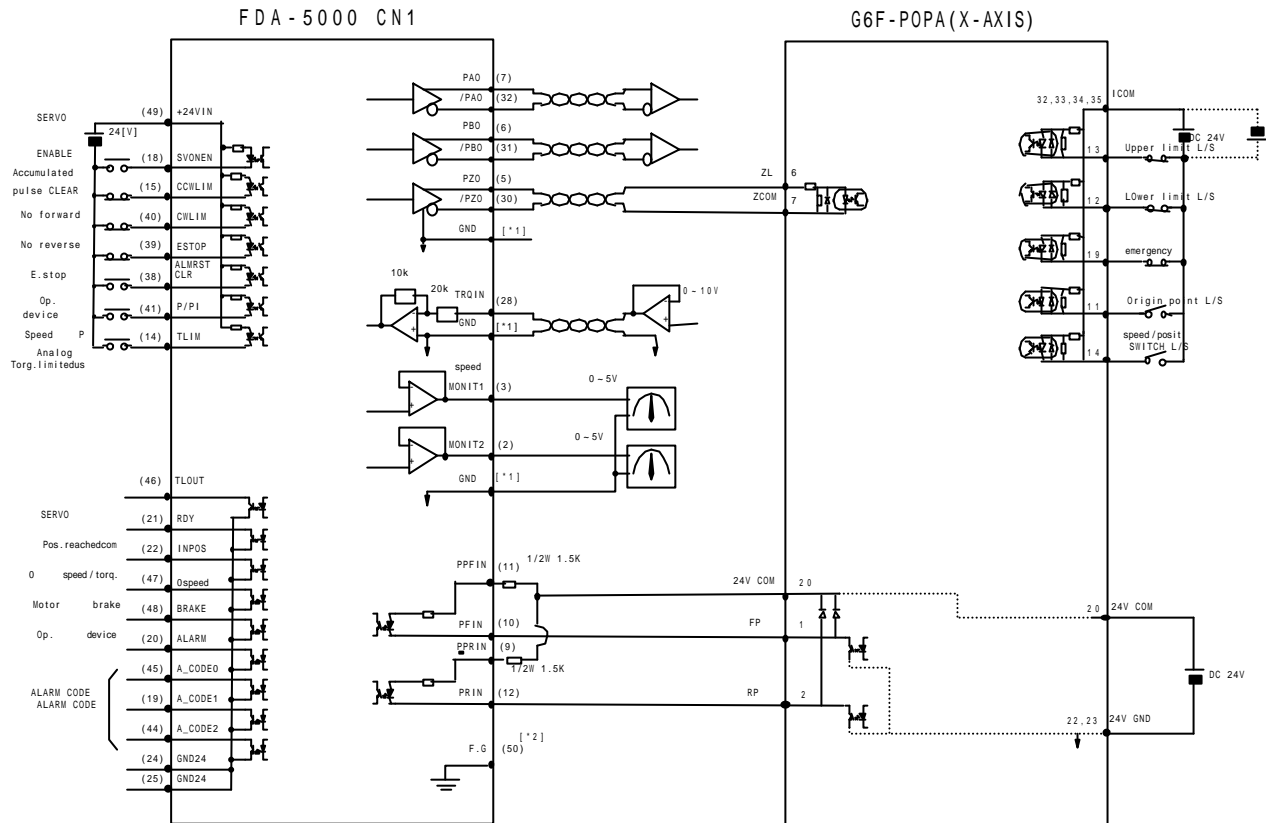 FDA-5000 CN1
G6F-POPA(X-AXIS)
SERVO
(49) +24VIN
24[V]
ENABLE
(18) SVONEN
Accumulated
pulse CLEAR
(15) CCWLIM
No forward
(40) CWLIM
No reverse
(39) ESTOP
E.stop
(38) ALMRST
CLR
Op.
device
(41) P/PI
Speed P
(14) TLIM
Analog
Torg.limitedus
(46) TLOUT
SERVO
(21) RDY
Pos.reachedcom
(22) INPOS
0 speed/torq.
(47) 0speed
Motor brake
(48) BRAKE
Op. device
(20) ALARM
(45) A_CODE0
ALARM CODE
ALARM CODE
(19) A_CODE1
(44) A_CODE2
(24) GND24
(25) GND24
PAO (7)
/PAO (32)
PBO (6)
/PBO (31)
PZO (5)
/PZO (30)
GND [*1]
10k
20k
TRQIN (28)
GND [*1]
0~10V
speed
MONIT1 (3)
0~5V
MONIT2 (2)
0~5V
GND [*1]
PPFIN (11)
1/2W 1.5K
PFIN (10)
PPRIN (9)
1/2W 1.5K
PRIN (12)
[*2]
F.G (50)
ZL 6
ZCOM 7
24V COM 20
FP 1
RP 2
ICOM
32,33,34,35
DC 24V
13 Upper limit L/S
12 LOwer limit L/S
19 emergency
11 Origin point L/S
speed/posit
SWITCH L/S
14
20 24V COM
DC 24V
22,23 24V GND